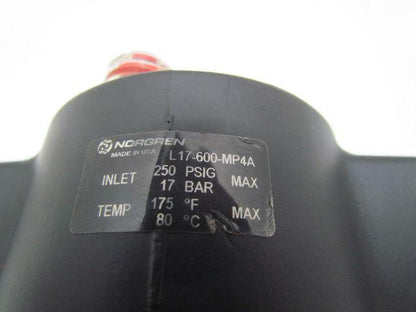 NORGREN
MADE IN USA L17-600-MP4A
INLET 250 PSIG MAX
17 BAR
TEMP 175 °F MAX
80 °C